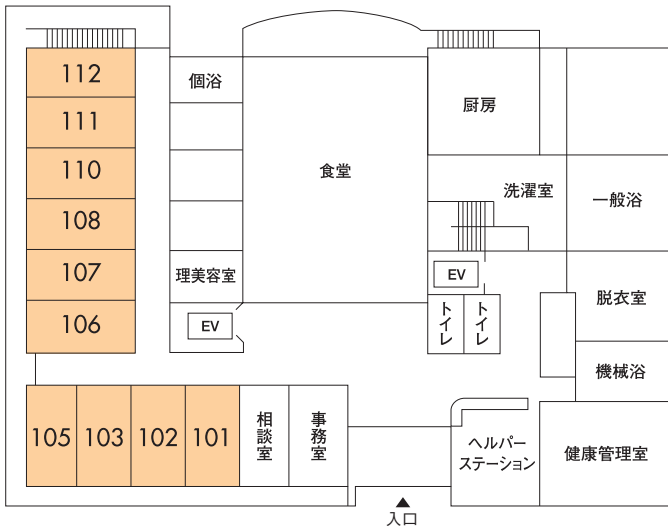 112
111
110
108
107
106
105
103
102
101
個浴
理美容室
EV
食堂
厨房
洗濯室
一般浴
EV
トイレ
トイレ
脱衣室
機械浴
相談室
事務室
ヘルパー
ステーション
健康管理室
入口